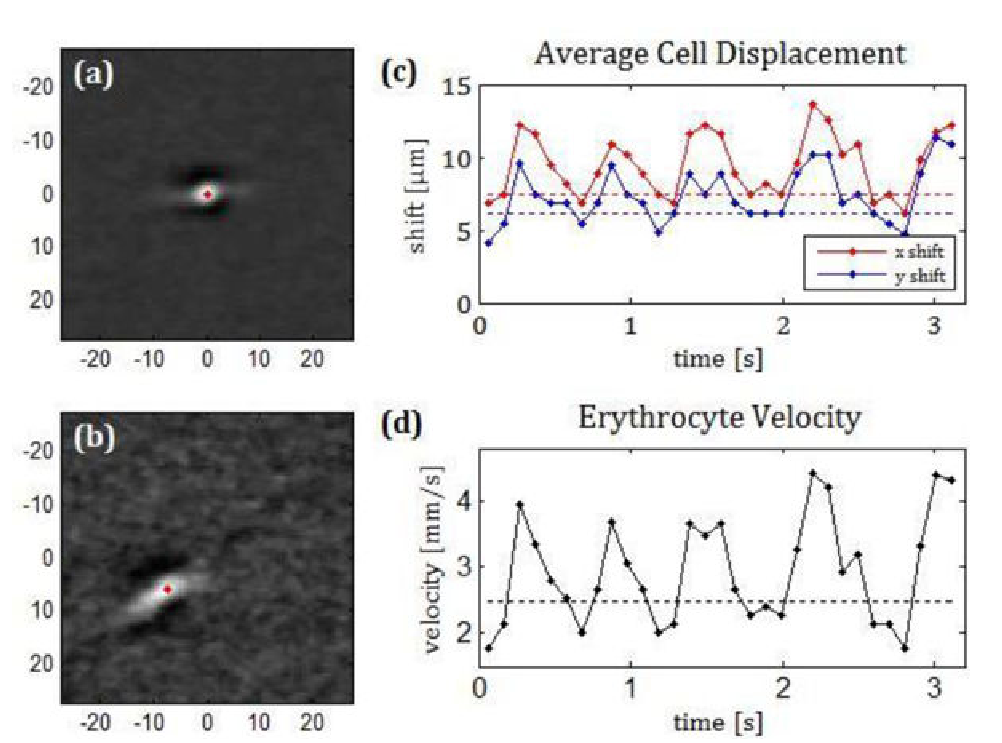 (a)
-20
-10
0
10
20
-20 -10 0 10 20
(c)
Average Cell Displacement
shift [μm]
15
10
5
0
x shift
y shift
0 1 2 3
time [s]
(b)
-20
-10
0
10
20
-20 -10 0 10 20
(d)
Erythrocyte Velocity
velocity [mm/s]
4
3
2
0 1 2 3
time [s]